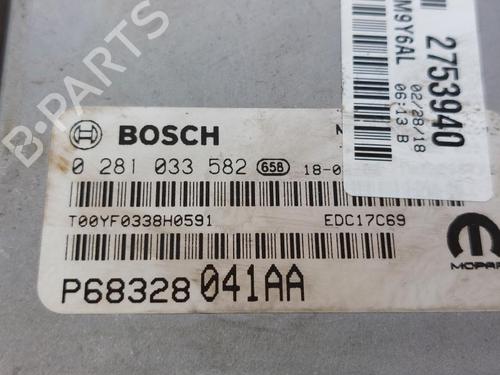 B-PARTS
M9Y6AL
2753940
02/28/18
06:13 B
BOSCH
0 281 033 582 658 18-0
T00YF0338H0591 EDC17C69
P68328 041AA
MOPAR